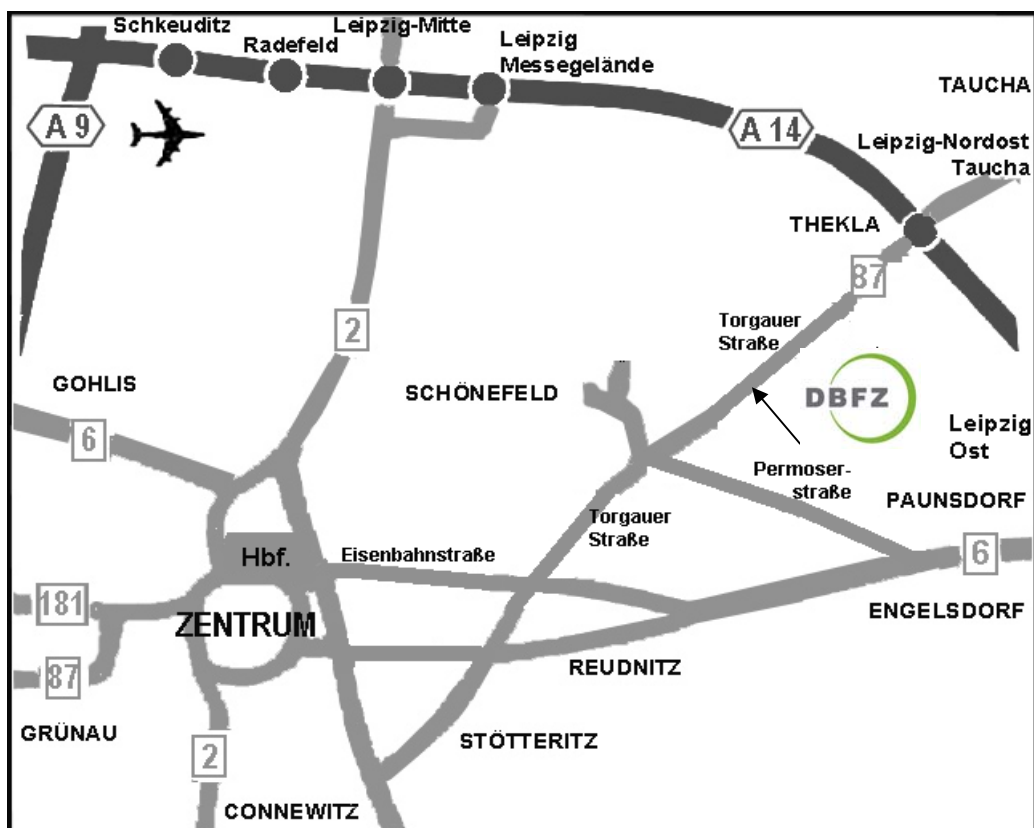 Schkeuditz
Leipzig-Mitte
Radefeld
Leipzig
Messegelände
TAUCHA
A 9
A 14
Leipzig-Nordost
Taucha
THEKLA
87
2
Torgauer
Straße
GOHLIS
SCHÖNEFELD
DBFZ
6
Leipzig
Ost
Permoser-
straße
PAUNSDORF
Torgauer
Straße
Hbf.
Eisenbahnstraße
6
181
ZENTRUM
ENGELSDORF
REUDNITZ
87
GRÜNAU
STÖTTERITZ
2
CONNEWITZ